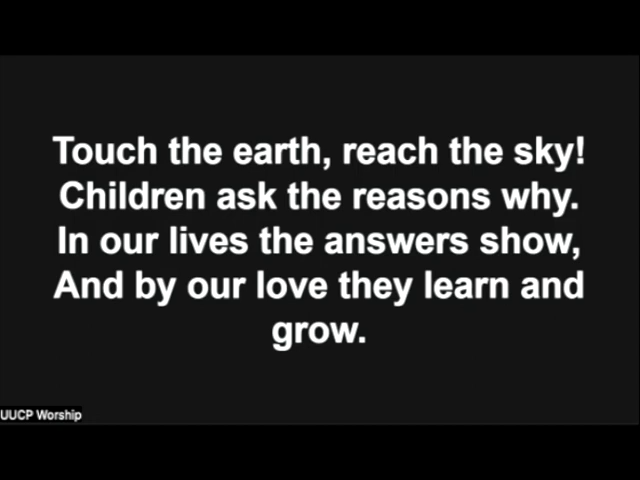 Touch the earth, reach the sky!
Children ask the reasons why.
In our lives the answers show,
And by our love they learn and
grow.
UUCP Worship